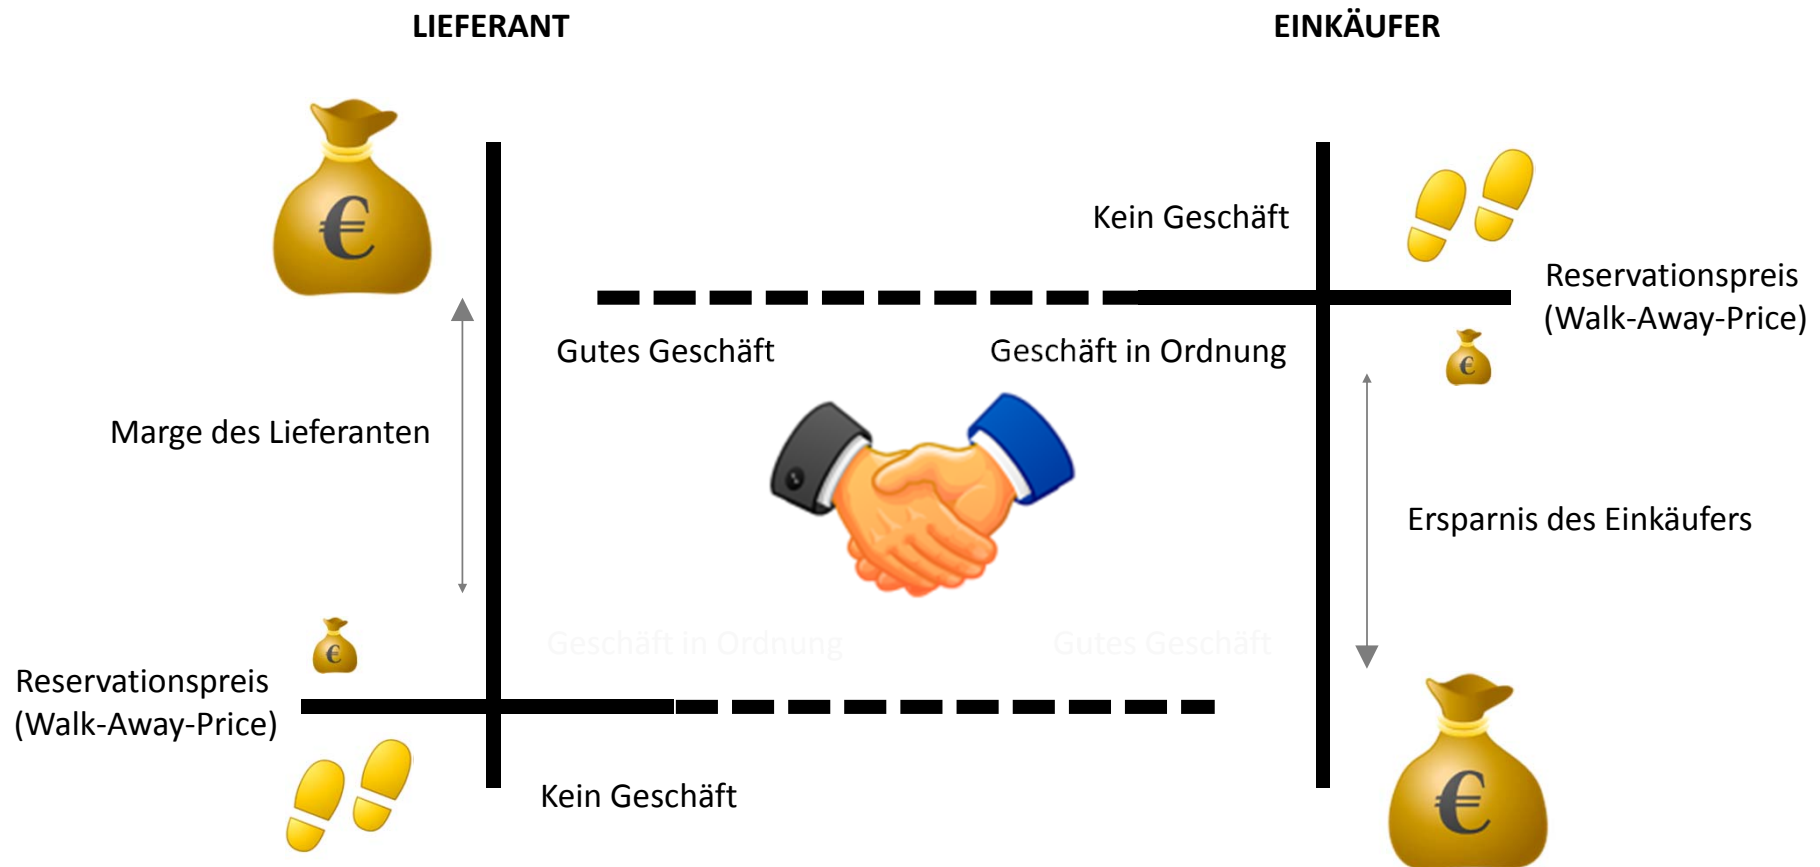 LIEFERANT
EINKÄUFER
Kein Geschäft
Reservationspreis
(Walk-Away-Price)
Gutes Geschäft
Geschäft in Ordnung
Marge des Lieferanten
Ersparnis des Einkäufers
Geschäft in Ordnung
Gutes Geschäft
Reservationspreis
(Walk-Away-Price)
Kein Geschäft
€
€
€
€